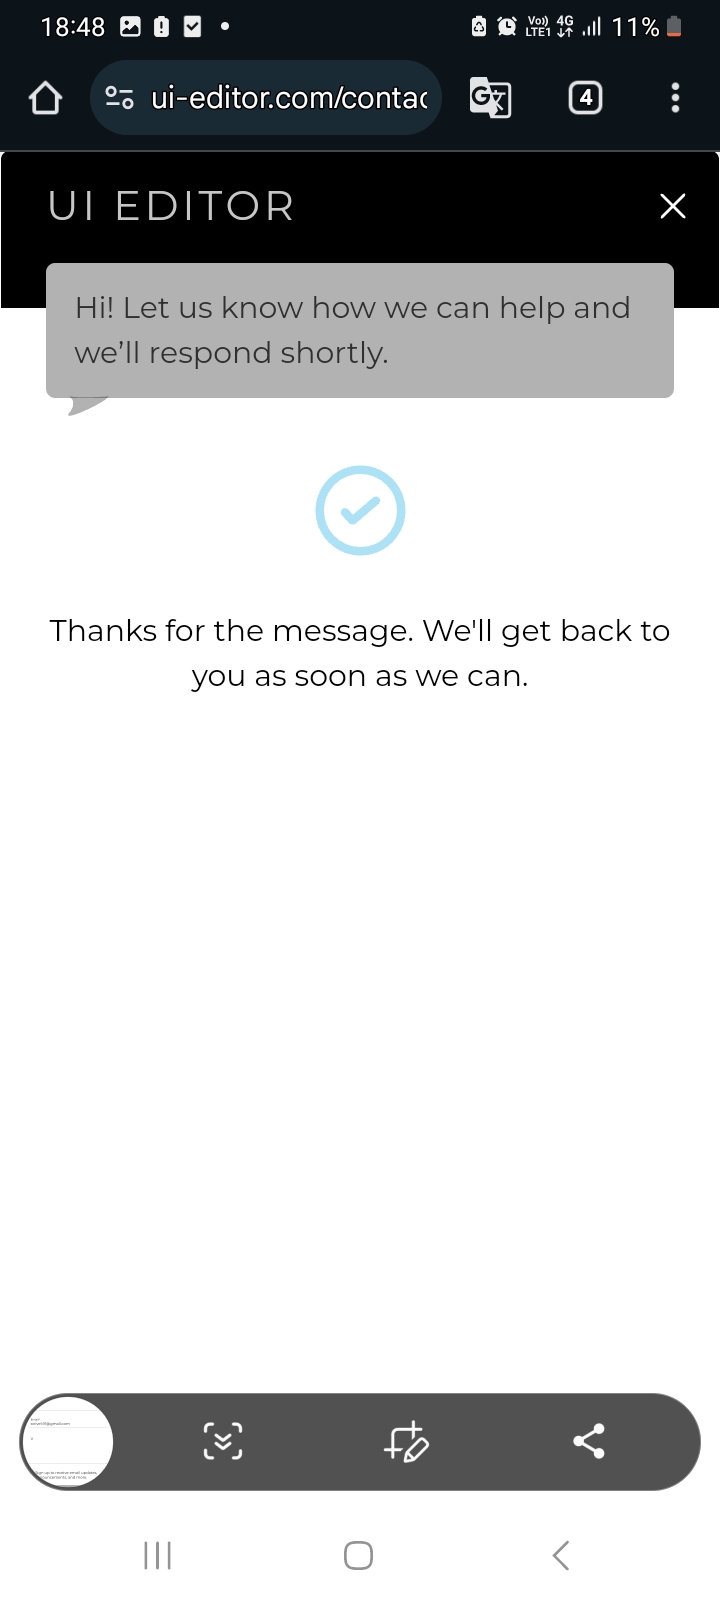 18:48
Vo)) 4G
LTE1
11%
ui-editor.com/contac
4
UI EDITOR
Hi! Let us know how we can help and
we’ll respond shortly.
Thanks for the message. We'll get back to
you as soon as we can.